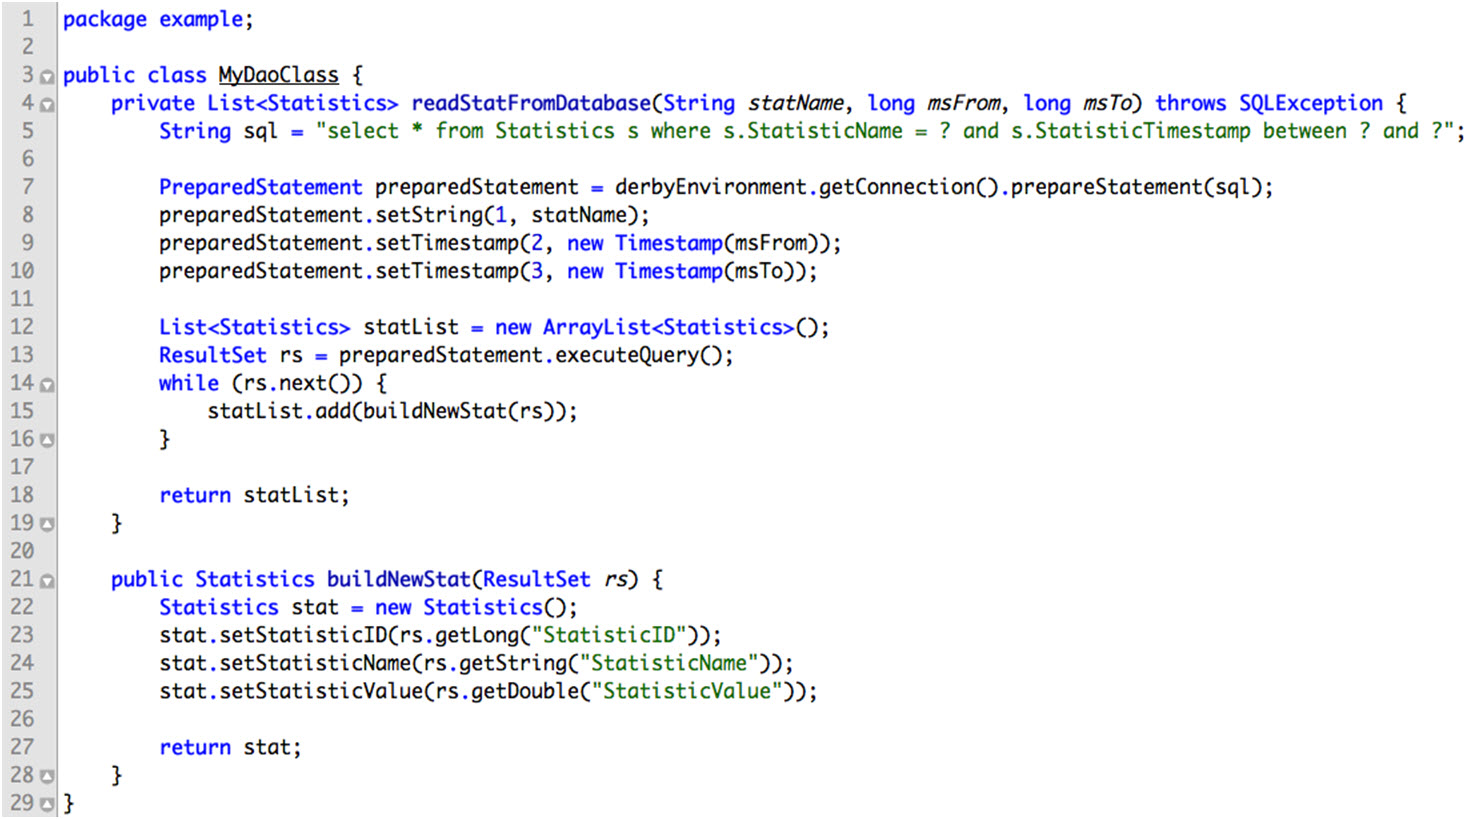 1 package example;
2
3 public class MyDaoClass {
4     private List<Statistics> readStatFromDatabase(String statName, long msFrom, long msTo) throws SQLException {
5         String sql = "select * from Statistics s where s.StatisticName = ? and s.StatisticTimestamp between ? and ?";
6
7         PreparedStatement preparedStatement = derbyEnvironment.getConnection().prepareStatement(sql);
8         preparedStatement.setString(1, statName);
9         preparedStatement.setTimestamp(2, new Timestamp(msFrom));
10         preparedStatement.setTimestamp(3, new Timestamp(msTo));
11
12         List<Statistics> statList = new ArrayList<Statistics>();
13         ResultSet rs = preparedStatement.executeQuery();
14         while (rs.next()) {
15             statList.add(buildNewStat(rs));
16         }
17
18         return statList;
19     }
20
21     public Statistics buildNewStat(ResultSet rs) {
22         Statistics stat = new Statistics();
23         stat.setStatisticID(rs.getLong("StatisticID"));
24         stat.setStatisticName(rs.getString("StatisticName"));
25         stat.setStatisticValue(rs.getDouble("StatisticValue"));
26
27         return stat;
28     }
29 }